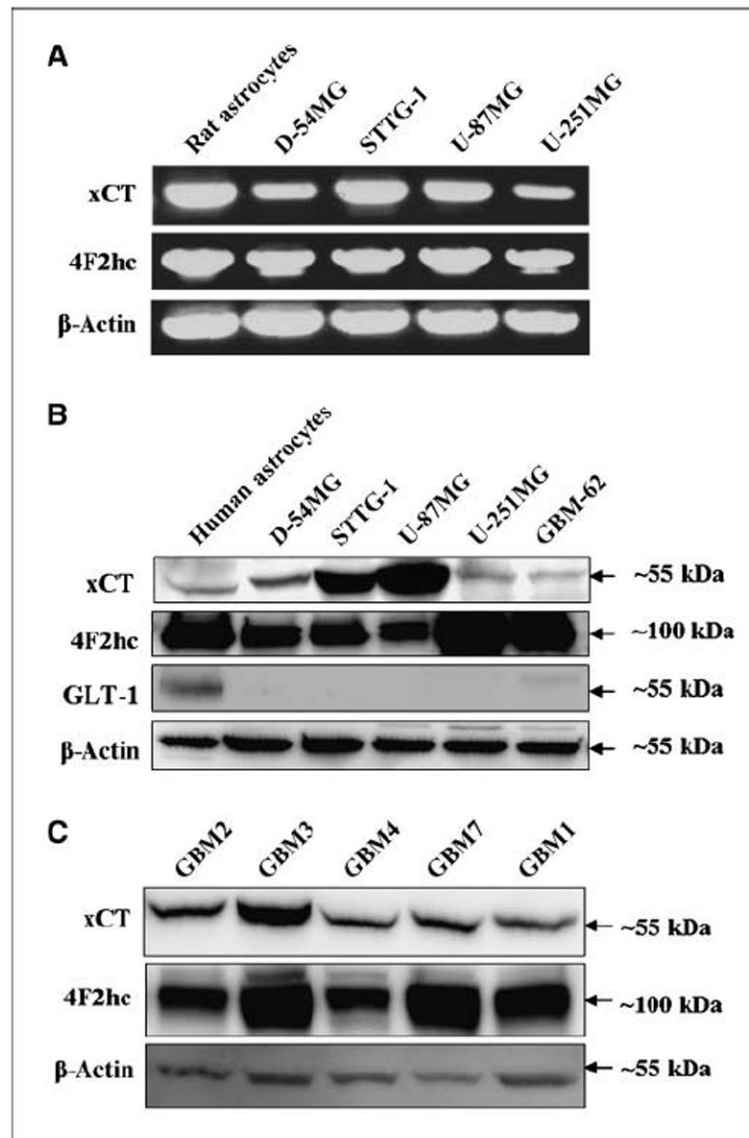 A
Rat astrocytes D-54MG STTG-1 U-87MG U-251MG
xCT
4F2hc
β-Actin
B
Human astrocytes D-54MG STTG-1 U-87MG U-251MG GBM-62
xCT ~55 kDa
4F2hc ~100 kDa
GLT-1 ~55 kDa
β-Actin ~55 kDa
C
GBM2 GBM3 GBM4 GBM7 GBM1
xCT ~55 kDa
4F2hc ~100 kDa
β-Actin ~55 kDa